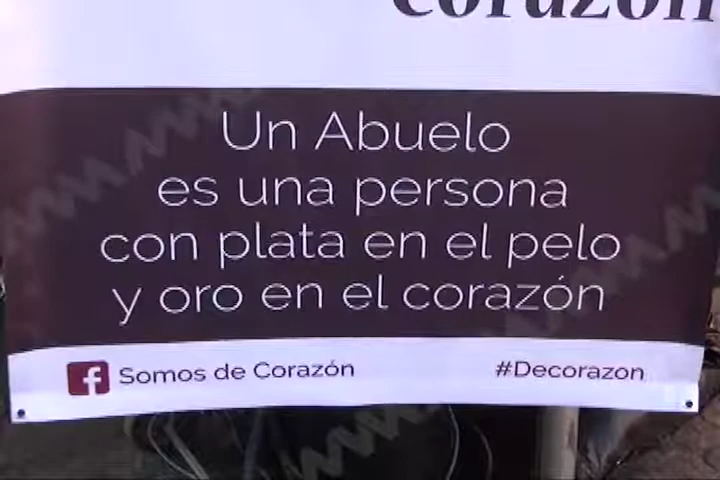 corazón
Un Abuelo
es una persona
con plata en el pelo
y oro en el corazón
Somos de Corazón
#Decorazon